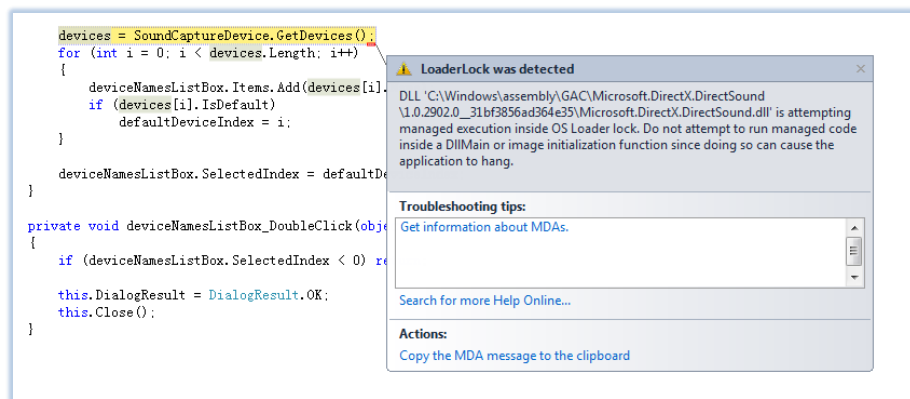 devices = SoundCaptureDevice.GetDevices();
for (int i = 0; i < devices.Length; i++)
{
deviceNamesListBox.Items.Add(devices[i].
if (devices[i].IsDefault)
defaultDeviceIndex = i;
}
deviceNamesListBox.SelectedIndex = defaultDe
}
private void deviceNamesListBox_DoubleClick(obje
{
if (deviceNamesListBox.SelectedIndex < 0) re
this.DialogResult = DialogResult.OK;
this.Close();
}
LoaderLock was detected
DLL 'C:\Windows\assembly\GAC\Microsoft.DirectX.DirectSound
\1.0.2902.0__31bf3856ad364e35\Microsoft.DirectX.DirectSound.dll' is attempting
managed execution inside OS Loader lock. Do not attempt to run managed code
inside a DllMain or image initialization function since doing so can cause the
application to hang.
Troubleshooting tips:
Get information about MDAs.
Search for more Help Online...
Actions:
Copy the MDA message to the clipboard